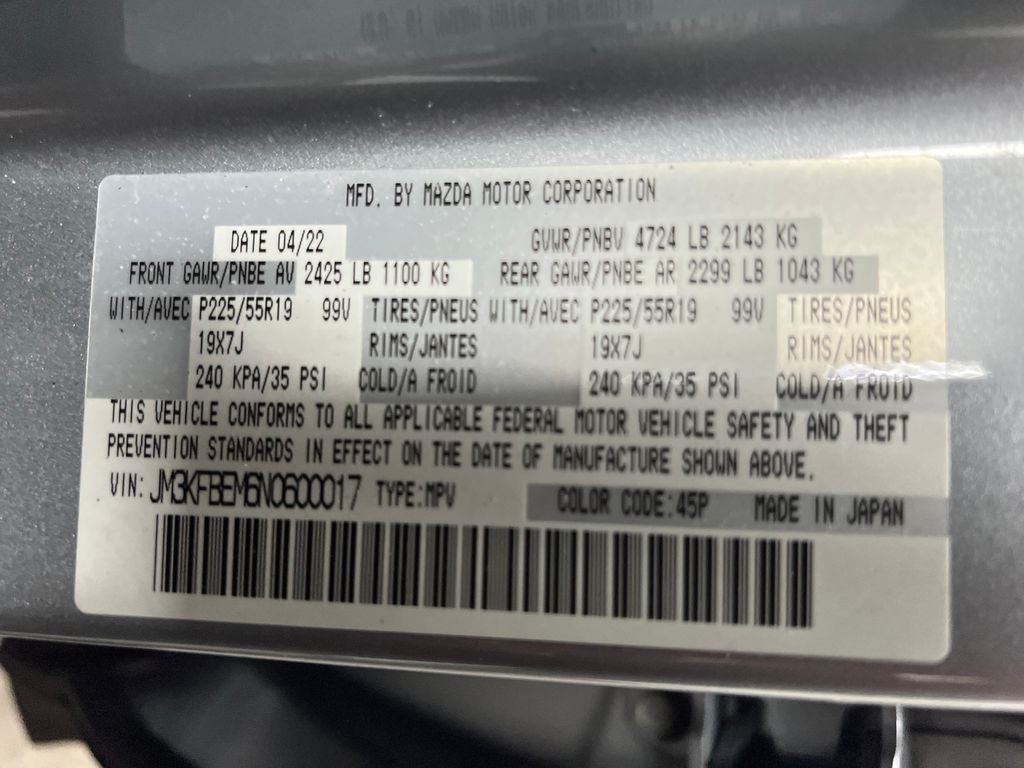 MFD. BY MAZDA MOTOR CORPORATION
DATE 04/22 GVWR/PNBV 4724 LB 2143 KG
FRONT GAWR/PNBE AV 2425 LB 1100 KG REAR GAWR/PNBE AR 2299 LB 1043 KG
WITH/AVEC P225/55R19 99V TIRES/PNEUS WITH/AVEC P225/55R19 99V TIRES/PNEUS
19X7J RIMS/JANTES 19X7J RIMS/JANTES
240 KPA/35 PSI COLD/A FROID 240 KPA/35 PSI COLD/A FROID
THIS VEHICLE CONFORMS TO ALL APPLICABLE FEDERAL MOTOR VEHICLE SAFETY AND THEFT
PREVENTION STANDARDS IN EFFECT ON THE DATE OF MANUFACTURE SHOWN ABOVE.
VIN: JM3KFBEM6N0600017 TYPE:MPV COLOR CODE:45P MADE IN JAPAN